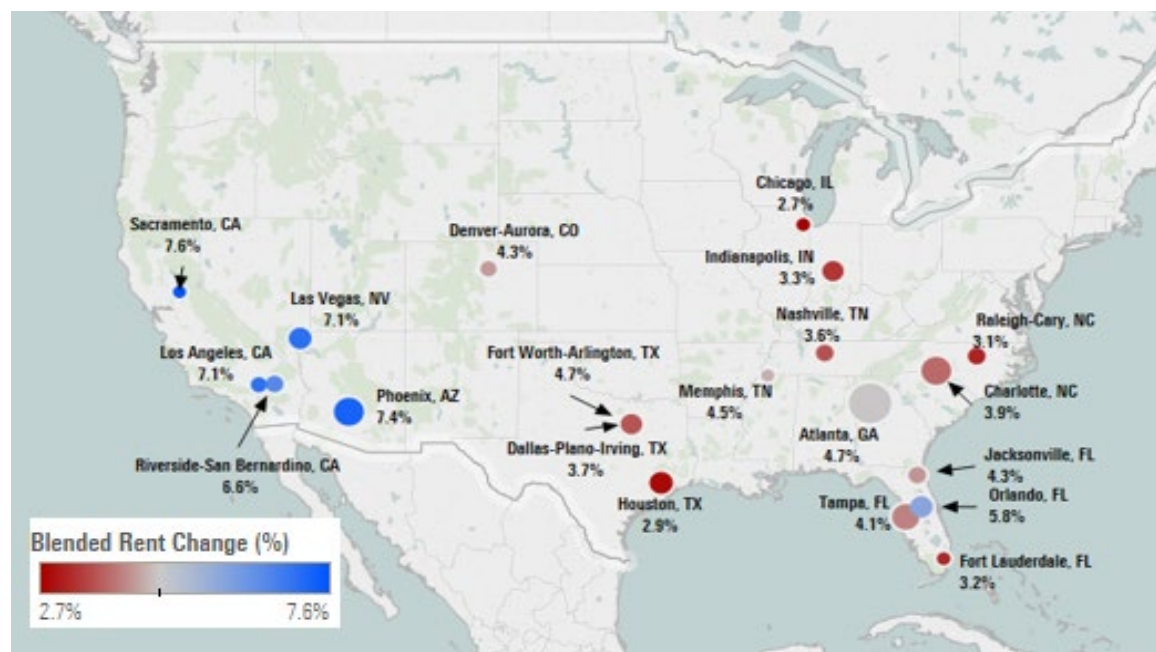 Chicago, IL
2.7%
Sacramento, CA
7.6%
Denver-Aurora, CO
4.3%
Indianapolis, IN
3.3%
Las Vegas, NV
7.1%
Nashville, TN
3.6%
Raleigh-Cary, NC
3.1%
Los Angeles, CA
7.1%
Fort Worth-Arlington, TX
4.7%
Memphis, TN
4.5%
Charlotte, NC
3.9%
Phoenix, AZ
7.4%
Atlanta, GA
4.7%
Dallas-Plano-Irving, TX
3.7%
Riverside-San Bernardino, CA
6.6%
Jacksonville, FL
4.3%
Houston, TX
2.9%
Tampa, FL
4.1%
Orlando, FL
5.8%
Fort Lauderdale, FL
3.2%
Blended Rent Change (%)
2.7%
7.6%